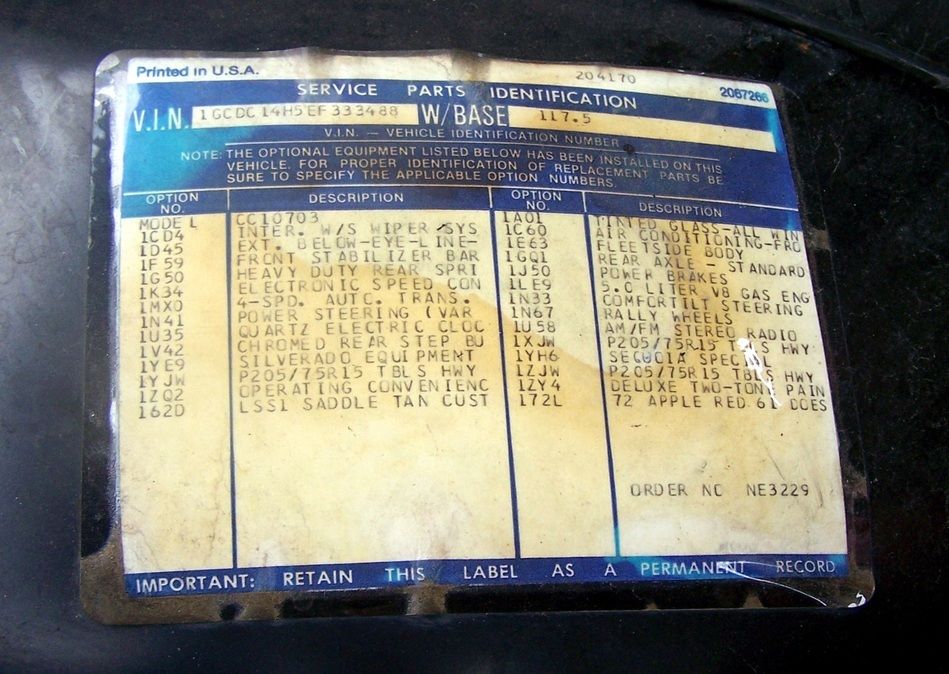 Printed in U.S.A. 204170
SERVICE PARTS IDENTIFICATION 2087266
V.I.N. 1GCDC14H5EF333488 W/BASE 117.5
V.I.N. — VEHICLE IDENTIFICATION NUMBER
NOTE: THE OPTIONAL EQUIPMENT LISTED BELOW HAS BEEN INSTALLED ON THIS
VEHICLE. FOR PROPER IDENTIFICATION OF REPLACEMENT PARTS BE
SURE TO SPECIFY THE APPLICABLE OPTION NUMBERS.
OPTION NO. DESCRIPTION OPTION NO. DESCRIPTION
MODEL CC10703 1A01 TINTED GLASS-ALL WIN
1CD4 INTER. W/S WIPER SYS 1C60 AIR CONDITIONING-FRO
1D45 EXT. BELOW-EYE-LINE- 1E63 FLEETSIDE BODY
1F59 FRONT STABILIZER BAR 1GQ1 REAR AXLE - STANDARD
1G50 HEAVY DUTY REAR SPRI 1J50 POWER BRAKES
1K34 ELECTRONIC SPEED CON 1LE9 5.0 LITER V8 GAS ENG
1MX0 4-SPD. AUTO. TRANS. 1N33 COMFORTILT STEERING
1N41 POWER STEERING (VAR 1N67 RALLY WHEELS
1U35 QUARTZ ELECTRIC CLOC 1U58 AM/FM STEREO RADIO
1V42 CHROMED REAR STEP BU 1XJW P205/75R15 TBLS HWY
1YE9 SILVERADO EQUIPMENT 1YH6 SEQUOIA SPECIAL
1YJW P205/75R15 TBLS HWY 1ZJW P205/75R15 TBLS HWY
1ZQ2 OPERATING CONVENIENC 1ZY4 DELUXE TWO-TONE PAIN
162D LSS1 SADDLE TAN CUST 172L 72 APPLE RED 61 DOES
ORDER NO NE3229
IMPORTANT: RETAIN THIS LABEL AS A PERMANENT RECORD